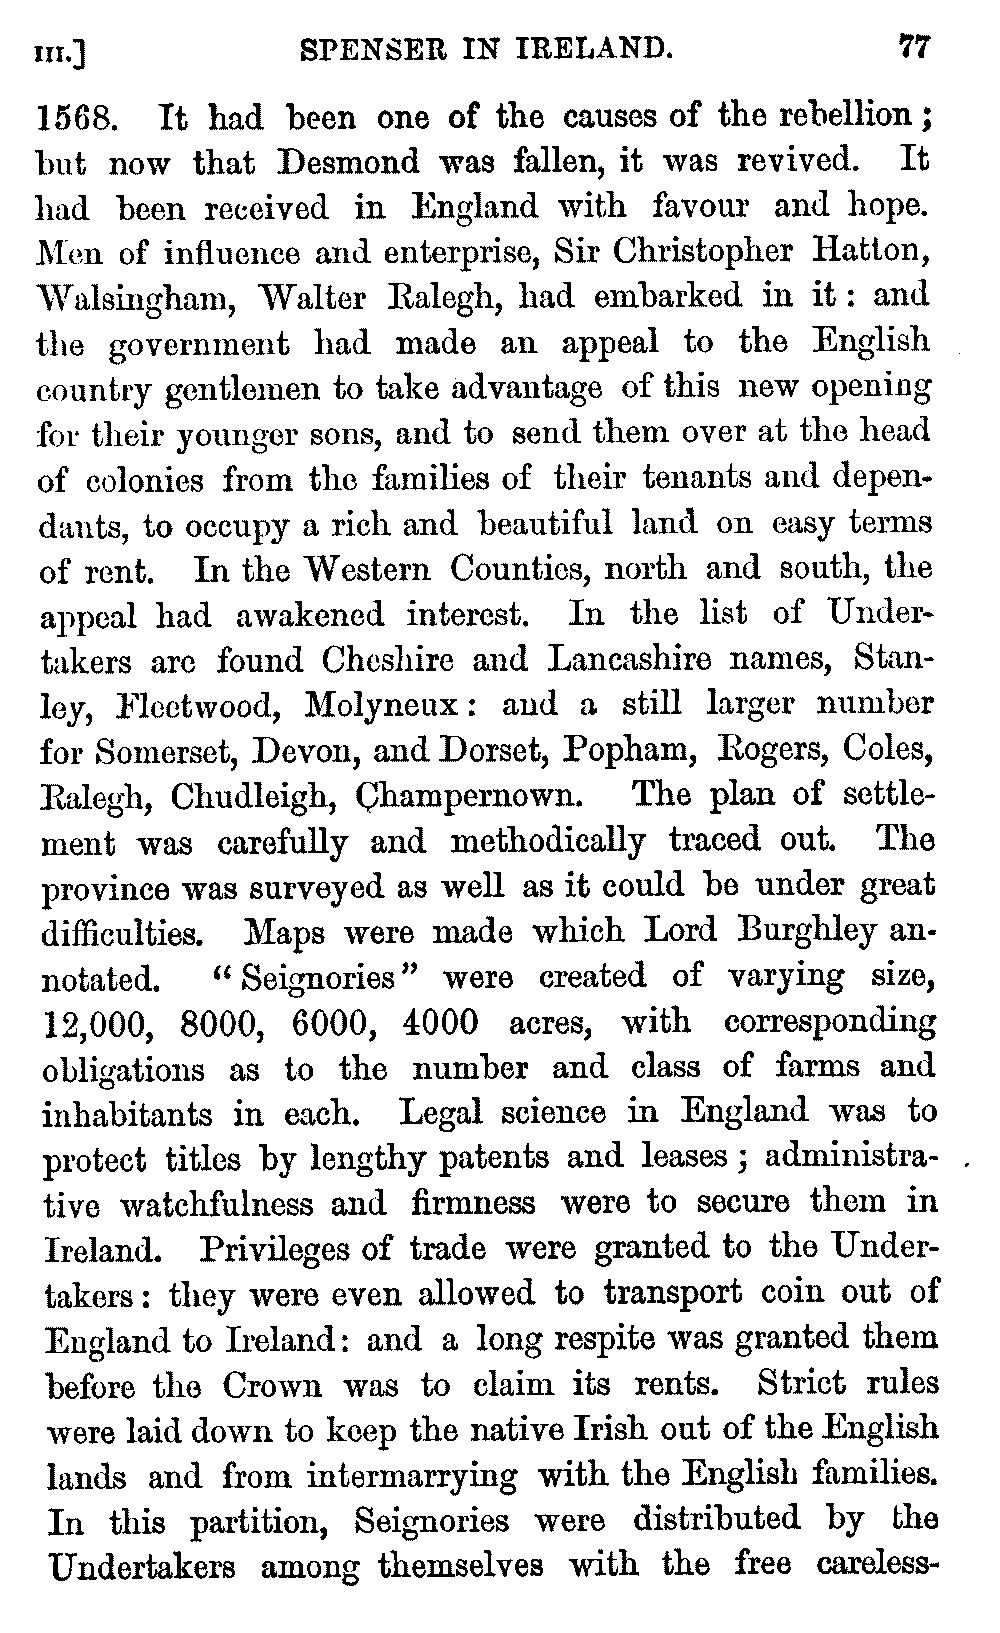 III.] SPENSER IN IRELAND. 77
1568. It had been one of the causes of the rebellion;
but now that Desmond was fallen, it was revived. It
had been received in England with favour and hope.
Men of influence and enterprise, Sir Christopher Hatton,
Walsingham, Walter Ralegh, had embarked in it: and
the government had made an appeal to the English
country gentlemen to take advantage of this new opening
for their younger sons, and to send them over at the head
of colonies from the families of their tenants and depen-
dants, to occupy a rich and beautiful land on easy terms
of rent. In the Western Counties, north and south, the
appeal had awakened interest. In the list of Under-
takers are found Cheshire and Lancashire names, Stan-
ley, Fleetwood, Molyneux: and a still larger number
for Somerset, Devon, and Dorset, Popham, Rogers, Coles,
Ralegh, Chudleigh, Champernown. The plan of settle-
ment was carefully and methodically traced out. The
province was surveyed as well as it could be under great
difficulties. Maps were made which Lord Burghley an-
notated. "Seignories" were created of varying size,
12,000, 8000, 6000, 4000 acres, with corresponding
obligations as to the number and class of farms and
inhabitants in each. Legal science in England was to
protect titles by lengthy patents and leases; administra-
tive watchfulness and firmness were to secure them in
Ireland. Privileges of trade were granted to the Under-
takers: they were even allowed to transport coin out of
England to Ireland: and a long respite was granted them
before the Crown was to claim its rents. Strict rules
were laid down to keep the native Irish out of the English
lands and from intermarrying with the English families.
In this partition, Seignories were distributed by the
Undertakers among themselves with the free careless-